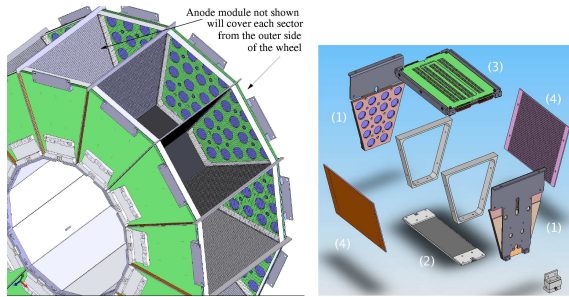 Anode module not shown
will cover each sector
from the outer side
of the wheel
(3)
(1)
(4)
(1)
(4)
(2)